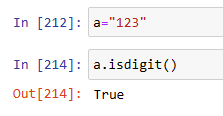 In [212]: a="123"
In [214]: a.isdigit()
Out[214]: True